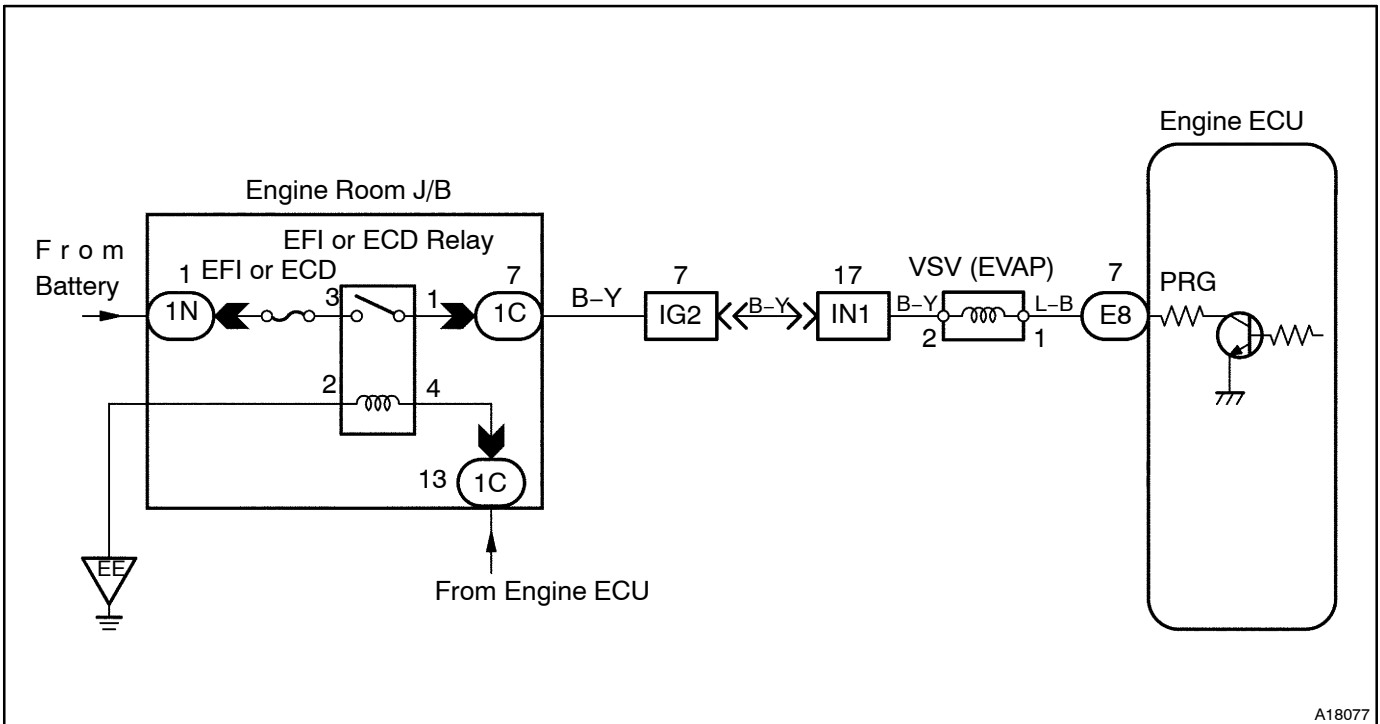 Engine ECU
Engine Room J/B
From
Battery
EFI or ECD Relay
1 EFI or ECD
1N
3
1
7
1C
B–Y
7
IG2
B–Y
17
IN1
B–Y
VSV (EVAP)
2
1
L–B
7
E8
PRG
2
4
13
1C
EE
From Engine ECU
A18077